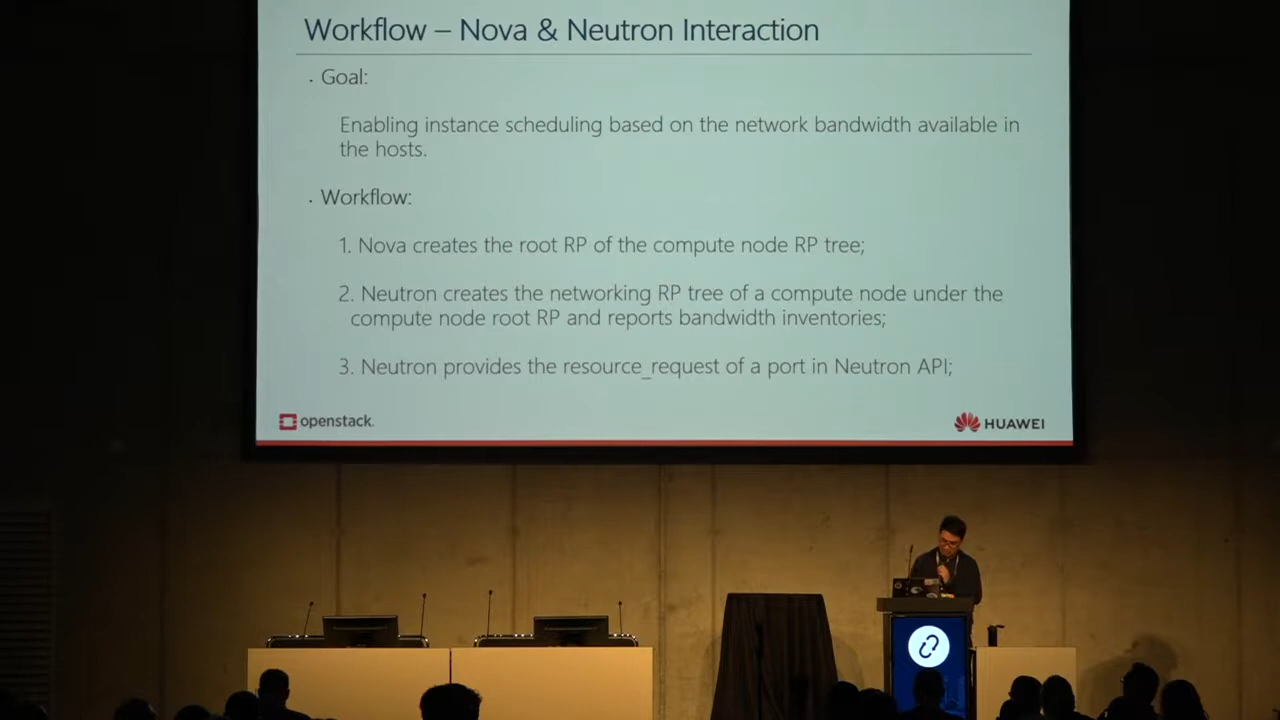 Workflow – Nova & Neutron Interaction
· Goal:
Enabling instance scheduling based on the network bandwidth available in
the hosts.
· Workflow:
1. Nova creates the root RP of the compute node RP tree;
2. Neutron creates the networking RP tree of a compute node under the
compute node root RP and reports bandwidth inventories;
3. Neutron provides the resource_request of a port in Neutron API;
openstack.
HUAWEI